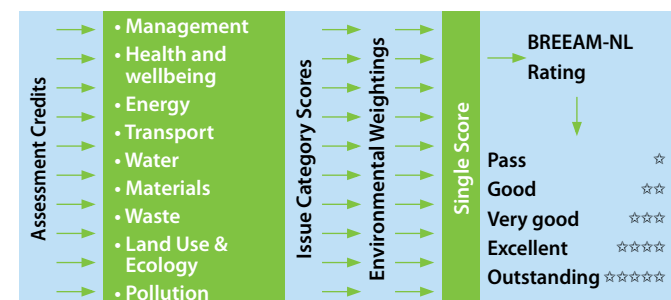 Assessment Credits
• Management
• Health and
wellbeing
• Energy
• Transport
• Water
• Materials
• Waste
• Land Use &
Ecology
• Pollution
Issue Category Scores
Environmental Weightings
Single Score
BREEAM-NL
Rating
Pass ☆
Good ☆☆
Very good ☆☆☆
Excellent ☆☆☆☆
Outstanding ☆☆☆☆☆